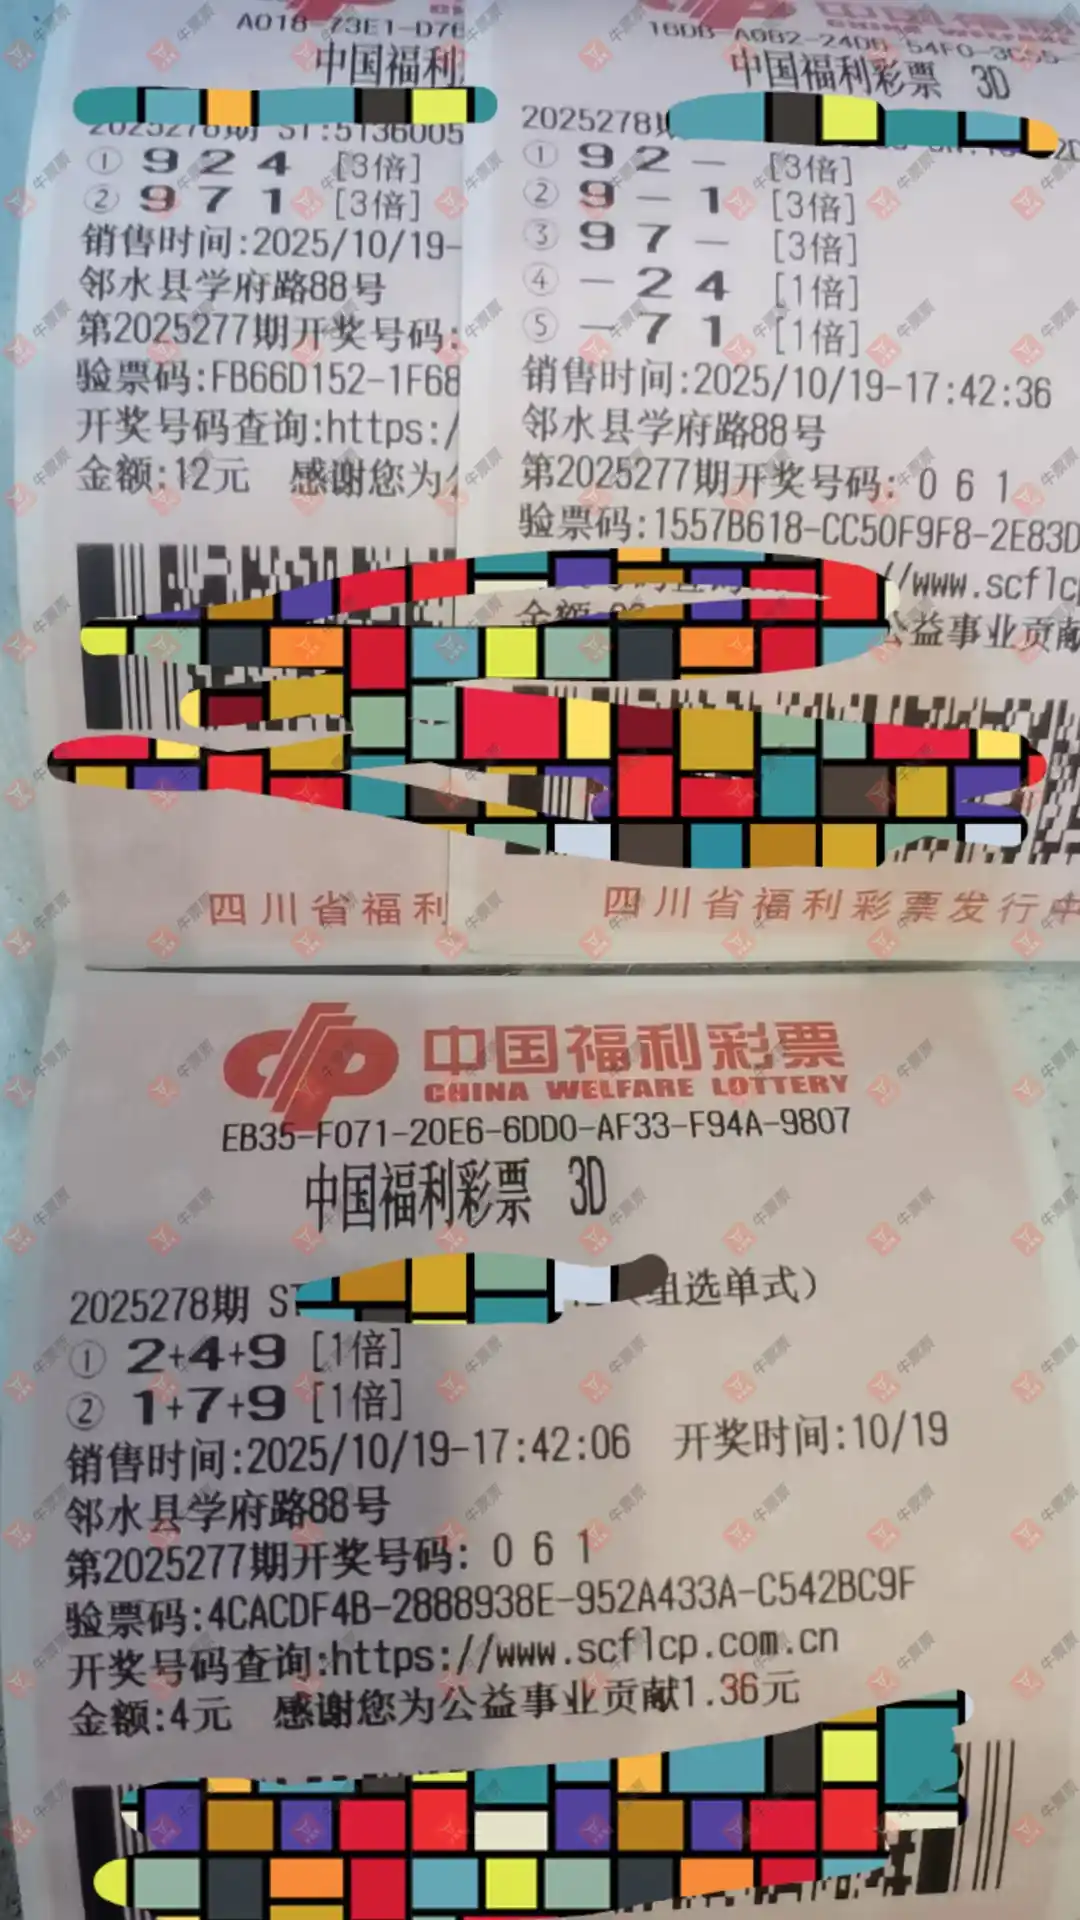 A018-73E1-D76
中国福利
2025278期 ST:5136005
① 9 2 4 [3倍]
② 9 7 1 [3倍]
销售时间:2025/10/19-
邻水县学府路88号
第2025277期开奖号码:
验票码:FB66D152-1F68
开奖号码查询:https:/
金额:12元 感谢您为公
四川省福利
中国福利彩票
16DB-A0B2-24DD-54F0-3C55-
中国福利彩票 3D
2025278期
① 9 2 — [3倍]
② 9 — 1 [3倍]
③ 9 7 — [3倍]
④ — 2 4 [1倍]
⑤ — 7 1 [1倍]
销售时间:2025/10/19-17:42:36
邻水县学府路88号
第2025277期开奖号码: 0 6 1
验票码:1557B618-CC50F9F8-2E83D
//www.scflcp
金额
公益事业贡献
四川省福利彩票发行中
中国福利彩票
CHINA WELFARE LOTTERY
EB35-F071-20E6-6DD0-AF33-F94A-9807
中国福利彩票 3D
2025278期 ST 组选单式)
① 2+4+9 [1倍]
② 1+7+9 [1倍]
销售时间:2025/10/19-17:42:06 开奖时间:10/19
邻水县学府路88号
第2025277期开奖号码: 0 6 1
验票码:4CACDF4B-2888938E-952A433A-C542BC9F
开奖号码查询:https://www.scflcp.com.cn
金额:4元 感谢您为公益事业贡献1.36元
牛票票